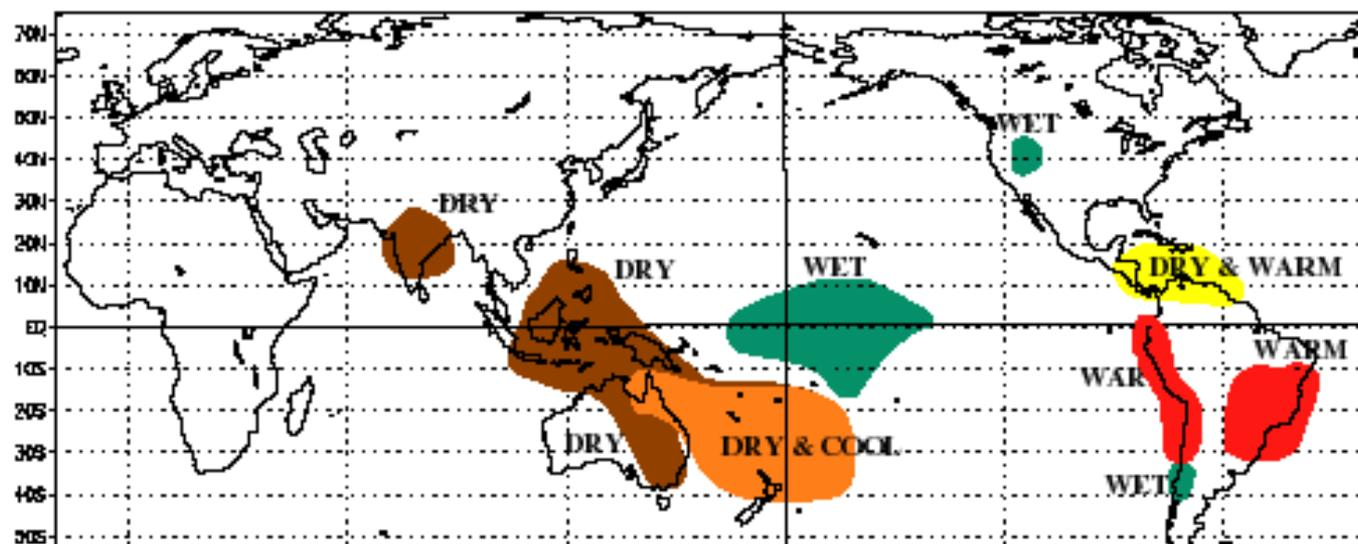 70N
60N
50N
WET
40N
30N
DRY
20N
DRY
WET
DRY & WARM
10N
EQ
WARM
10S
WAR
20S
DRY
DRY & COOL
30S
WET
40S
50S